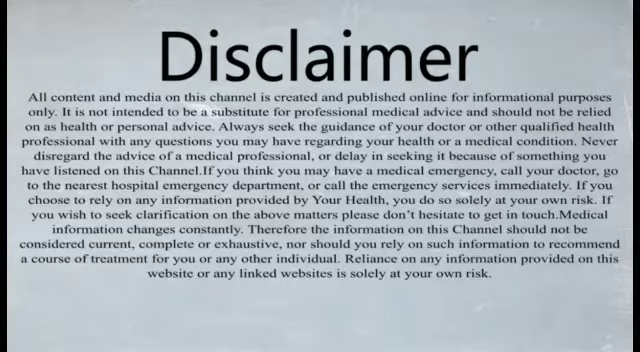 Disclaimer
All content and media on this channel is created and published online for informational purposes
only. It is not intended to be a substitute for professional medical advice and should not be relied
on as health or personal advice. Always seek the guidance of your doctor or other qualified health
professional with any questions you may have regarding your health or a medical condition. Never
disregard the advice of a medical professional, or delay in seeking it because of something you
have listened on this Channel.If you think you may have a medical emergency, call your doctor, go
to the nearest hospital emergency department, or call the emergency services immediately. If you
choose to rely on any information provided by Your Health, you do so solely at your own risk. If
you wish to seek clarification on the above matters please don't hesitate to get in touch.Medical
information changes constantly. Therefore the information on this Channel should not be
considered current, complete or exhaustive, nor should you rely on such information to recommend
a course of treatment for you or any other individual. Reliance on any information provided on this
website or any linked websites is solely at your own risk.